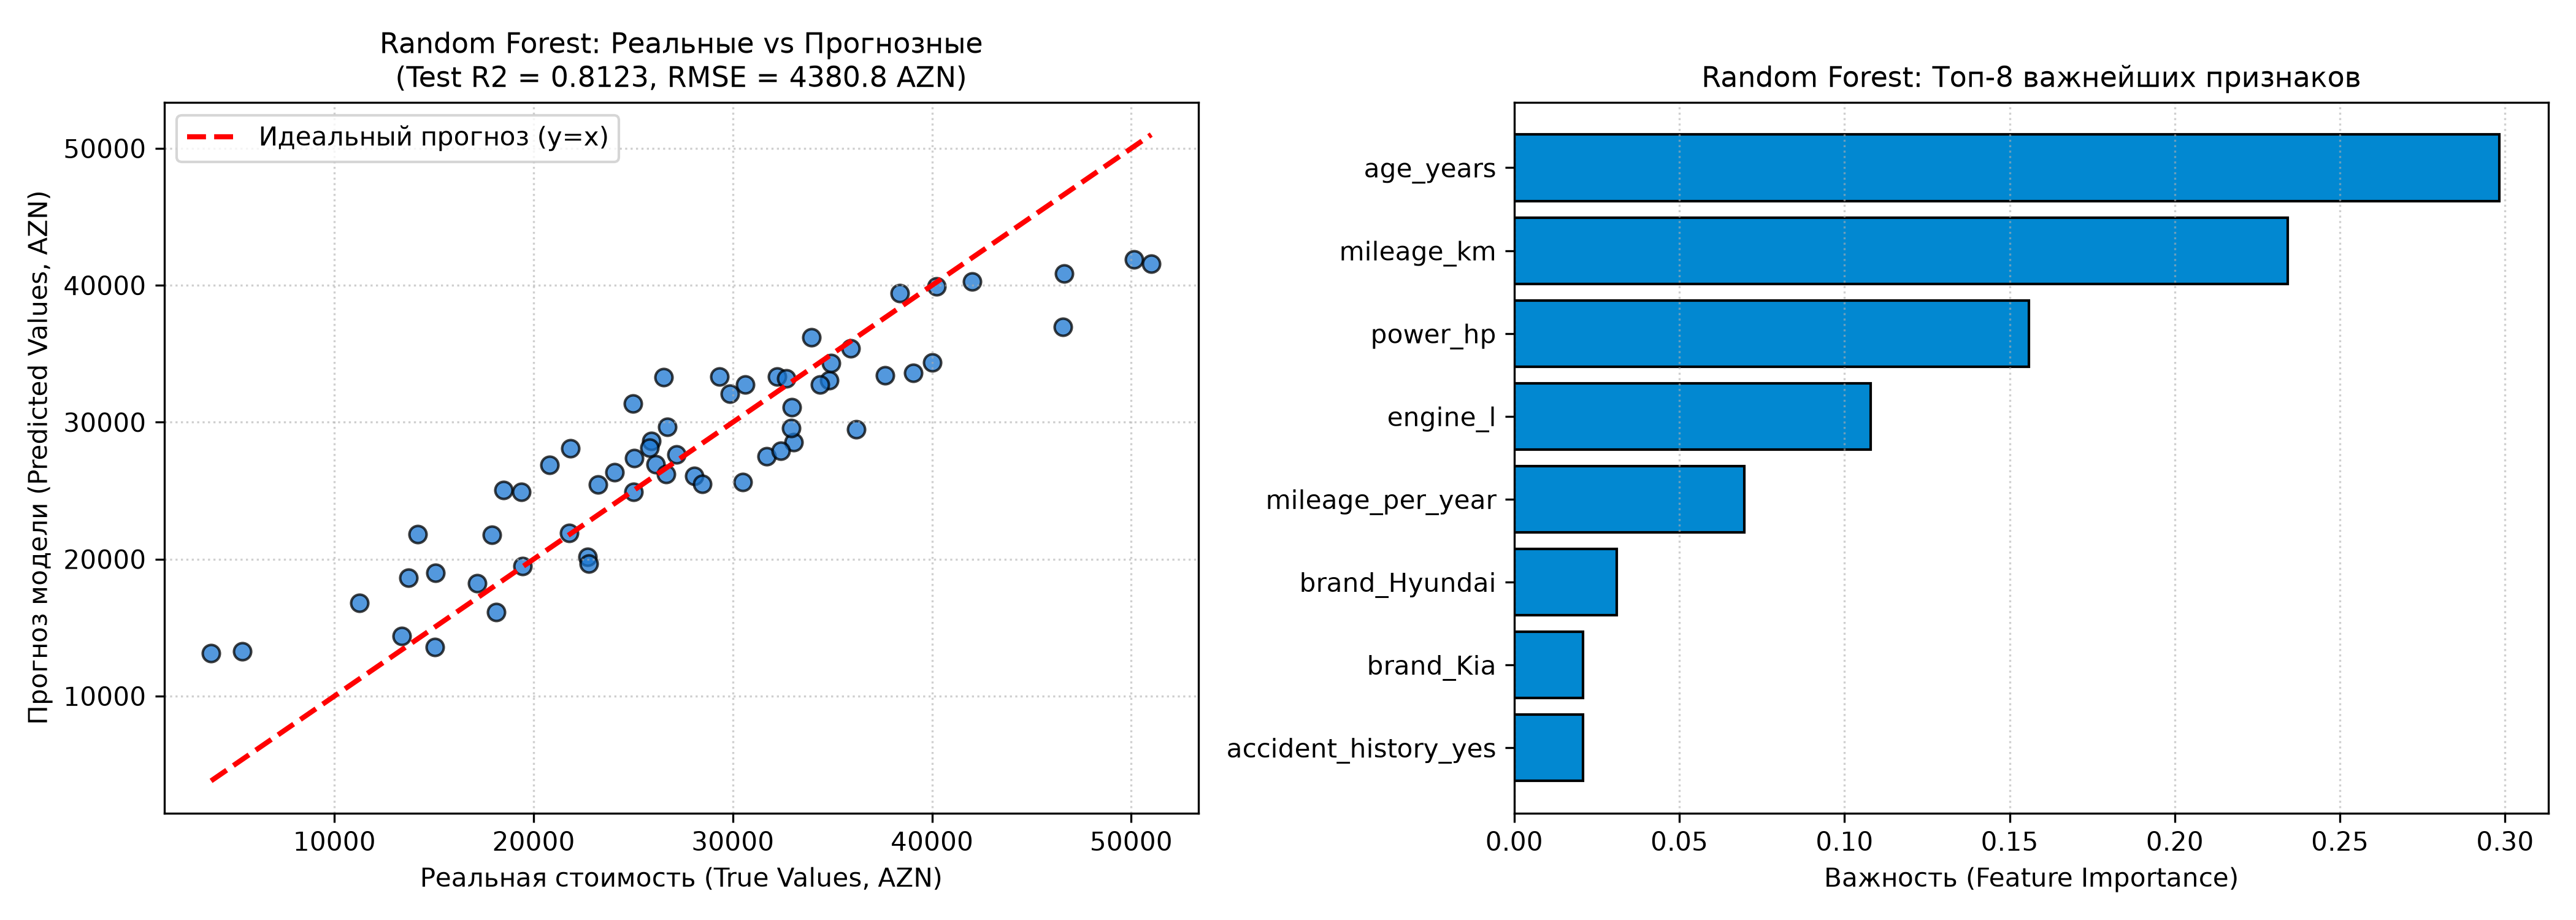 Random Forest: Реальные vs Прогнозные
(Test R2 = 0.8123, RMSE = 4380.8 AZN)
Идеальный прогноз (y=x)
Прогноз модели (Predicted Values, AZN)
50000
40000
30000
20000
10000
10000 20000 30000 40000 50000
Реальная стоимость (True Values, AZN)
Random Forest: Топ-8 важнейших признаков
age_years
mileage_km
power_hp
engine_l
mileage_per_year
brand_Hyundai
brand_Kia
accident_history_yes
0.00 0.05 0.10 0.15 0.20 0.25 0.30
Важность (Feature Importance)